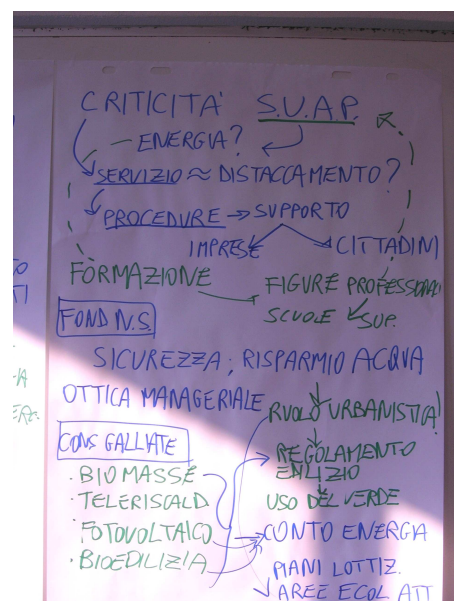 CRITICITA' S.U.A.P.
ENERGIA?
SERVIZIO ≈ DISTACCAMENTO?
PROCEDURE → SUPPORTO
IMPRESE CITTADINI
FORMAZIONE
FIGURE PROFESSIONALI
SCUOLE SUP.
FOND N.S.
SICUREZZA; RISPARMIO ACQUA
OTTICA MANAGERIALE
RUOLO URBANISTICA!
CONS GALLIATE
REGOLAMENTO
EDILIZIO
· BIOMASSE
· TELERISCALD
USO DEL VERDE
· FOTOVOLTAICO
CONTO ENERGIA
· BIOEDILIZIA
PIANI LOTTIZ.
AREE ECOL ATT